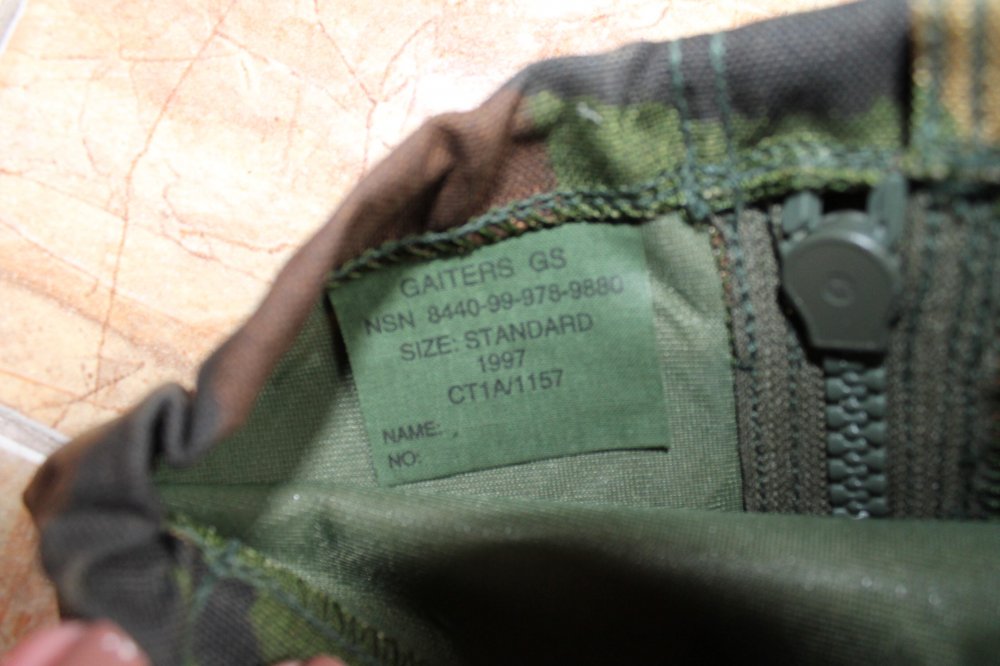 GAITERS GS
NSN 8440-99-978-9880
SIZE: STANDARD
1997
CT1A/1157
NAME:
NO: